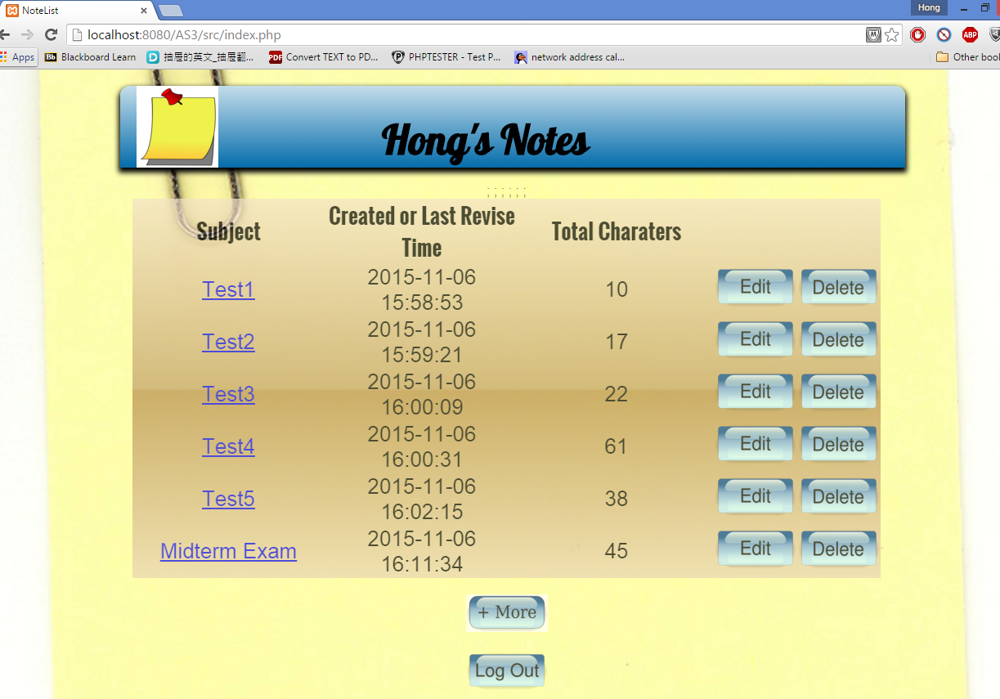 NoteList
Hong
localhost:8080/AS3/src/index.php
ABP
Apps Bb Blackboard Learn D 抽屉的英文_抽屉翻... PDF Convert TEXT to PD... P PHPTESTER - Test P... network address cal... Other book
Hong's Notes
; ; ; ; ; ;
Subject Created or Last Revise Time Total Charaters
Test1 2015-11-06 15:58:53 10 Edit Delete
Test2 2015-11-06 15:59:21 17 Edit Delete
Test3 2015-11-06 16:00:09 22 Edit Delete
Test4 2015-11-06 16:00:31 61 Edit Delete
Test5 2015-11-06 16:02:15 38 Edit Delete
Midterm Exam 2015-11-06 16:11:34 45 Edit Delete
+ More
Log Out